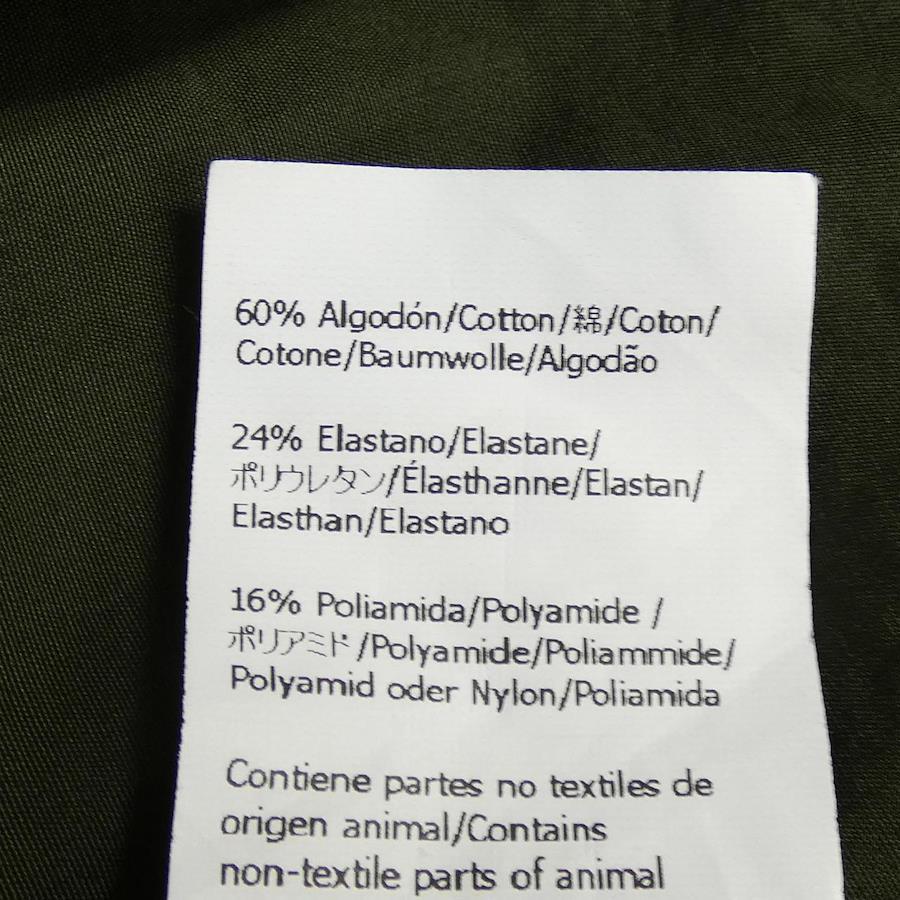 60% Algodón/Cotton/綿/Coton/
Cotone/Baumwolle/Algodão
24% Elastano/Elastane/
ポリウレタン/Élasthanne/Elastan/
Elasthan/Elastano
16% Poliamida/Polyamide /
ポリアミド/Polyamide/Poliammide/
Polyamid oder Nylon/Poliamida
Contiene partes no textiles de
origen animal/Contains
non-textile parts of animal